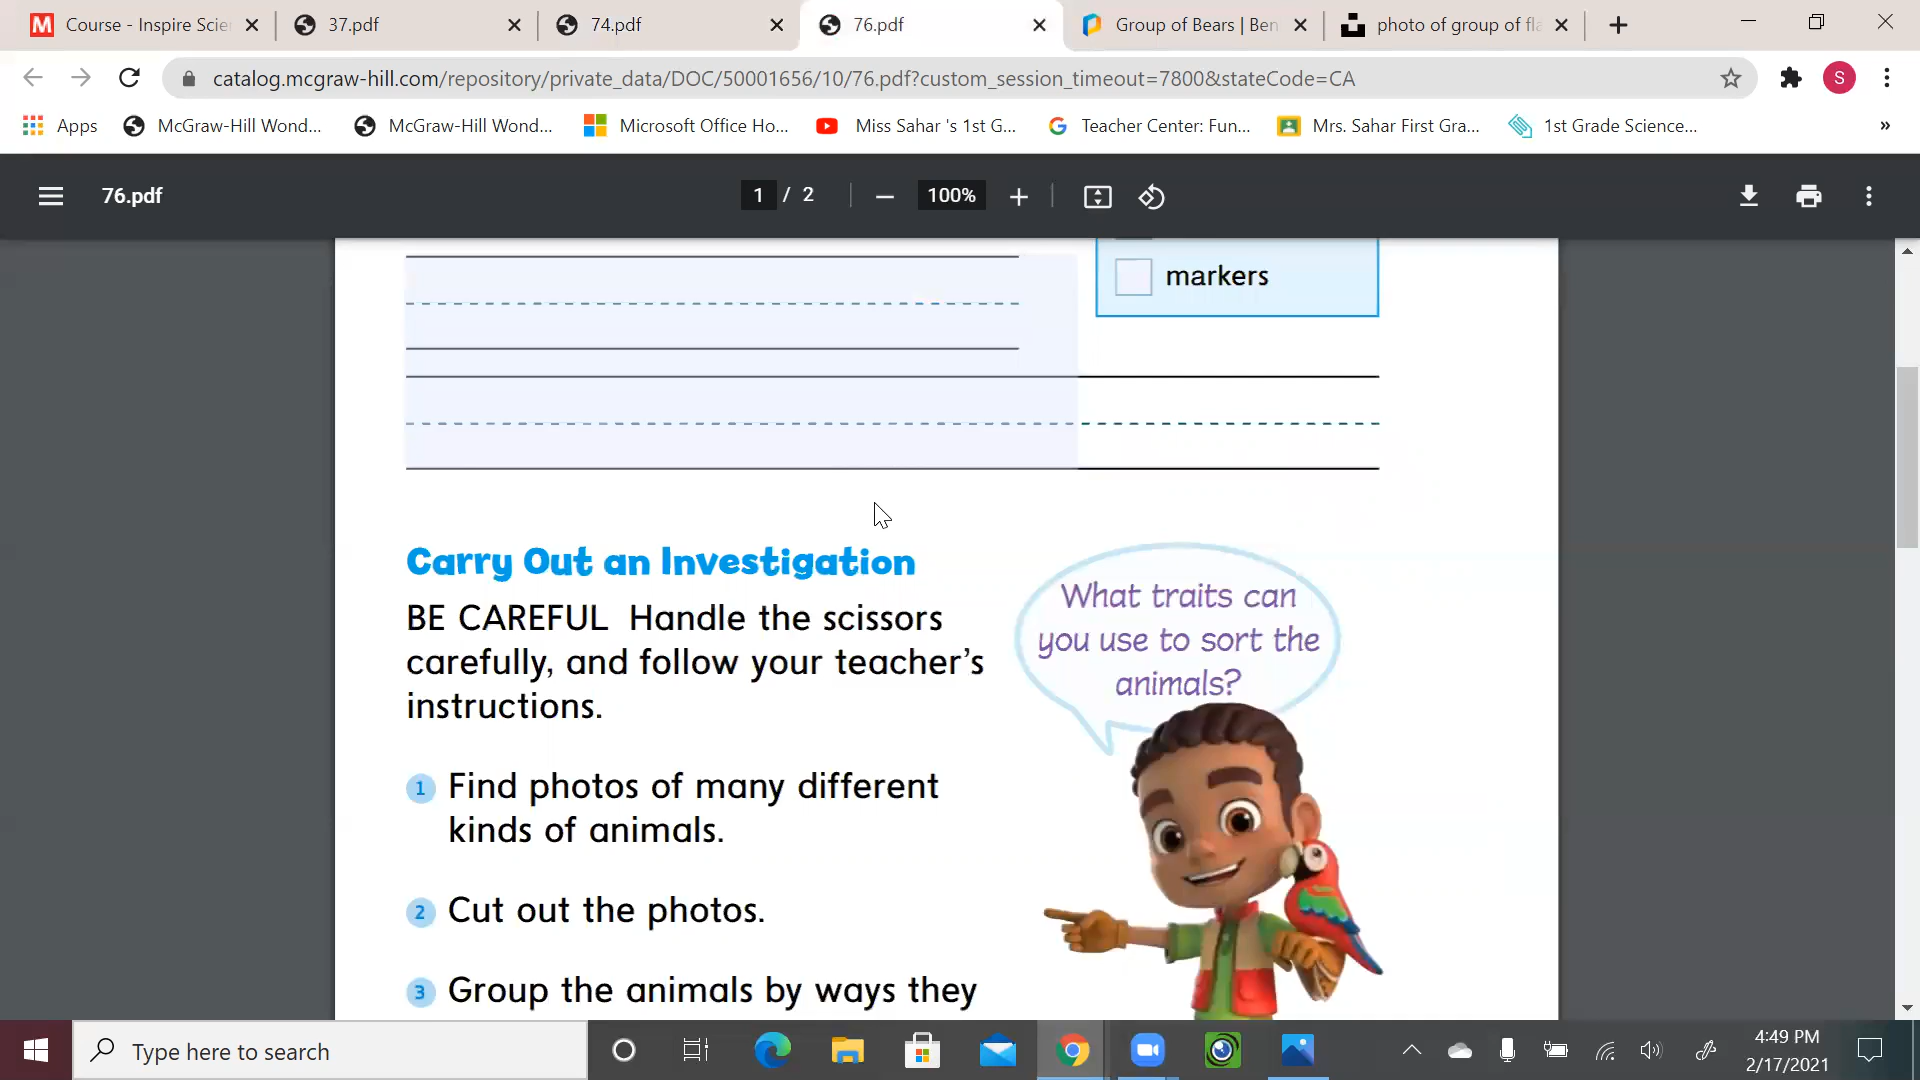 Course - Inspire Scie
37.pdf
74.pdf
76.pdf
Group of Bears | Ben
photo of group of fla
catalog.mcgraw-hill.com/repository/private_data/DOC/50001656/10/76.pdf?custom_session_timeout=7800&stateCode=CA
S
Apps
McGraw-Hill Wond...
McGraw-Hill Wond...
Microsoft Office Ho...
Miss Sahar 's 1st G...
Teacher Center: Fun...
Mrs. Sahar First Gra...
1st Grade Science...
»
76.pdf
1 / 2
100%
markers
Carry Out an Investigation
BE CAREFUL Handle the scissors
carefully, and follow your teacher's
instructions.
What traits can
you use to sort the
animals?
1 Find photos of many different
kinds of animals.
2 Cut out the photos.
3 Group the animals by ways they
Type here to search
4:49 PM
2/17/2021